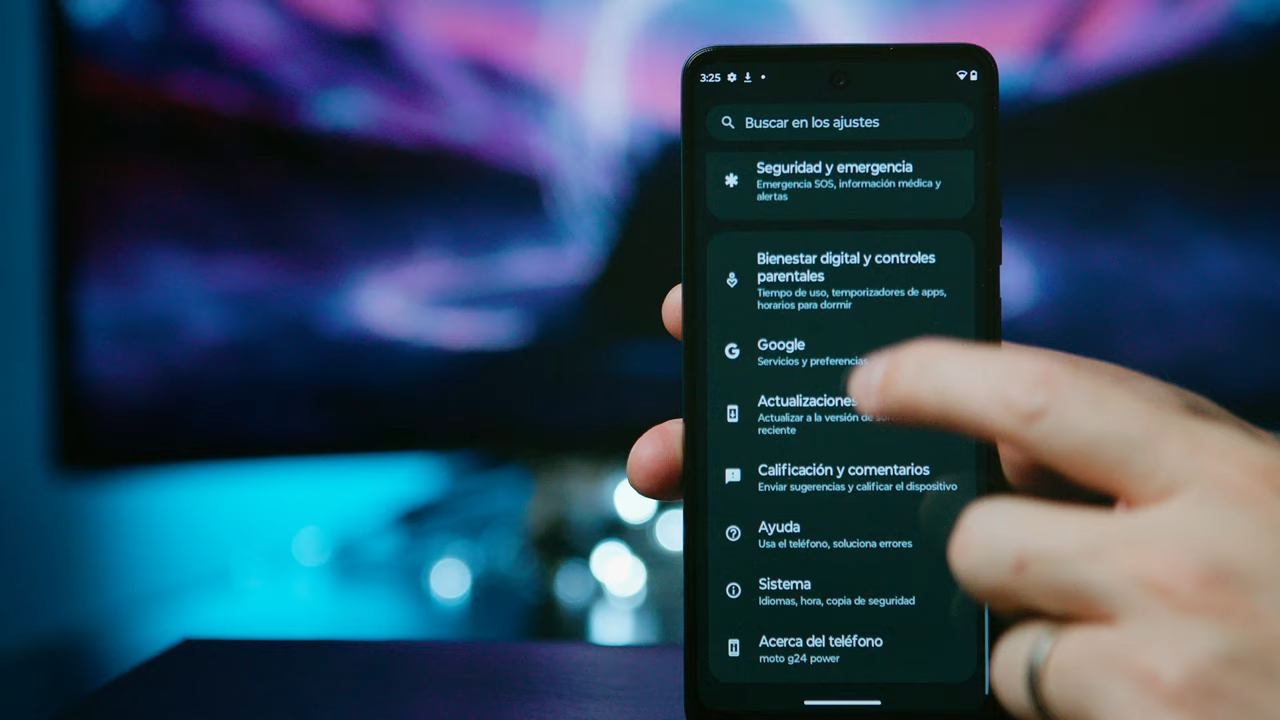 3:25
Buscar en los ajustes
Seguridad y emergencia
Emergencia SOS, información médica y
alertas
Bienestar digital y controles
parentales
Tiempo de uso, temporizadores de apps,
horarios para dormir
Google
Servicios y preferencias
Actualizaciones
Actualizar a la versión de
reciente
Calificación y comentarios
Enviar sugerencias y calificar el dispositivo
Ayuda
Usa el teléfono, soluciona errores
Sistema
Idiomas, hora, copia de seguridad
Acerca del teléfono
moto g24 power